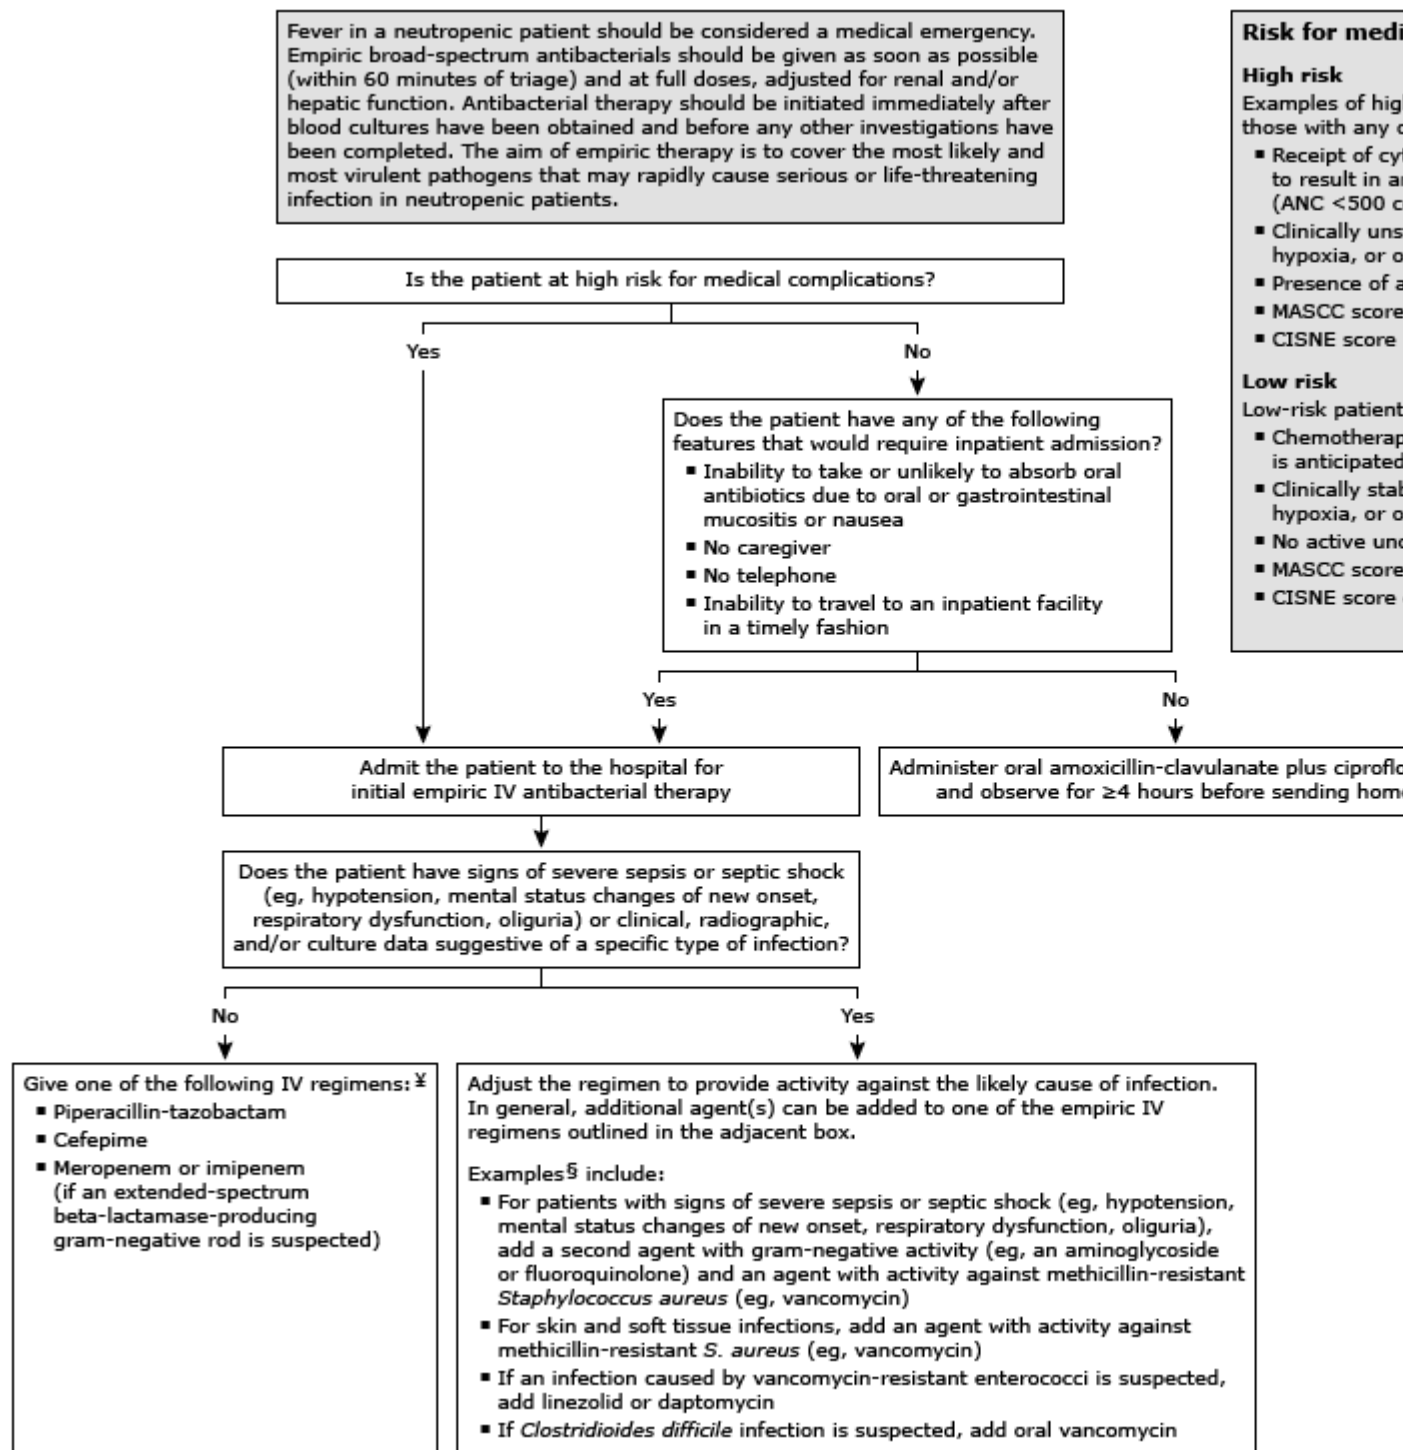 Fever in a neutropenic patient should be considered a medical emergency.
Empiric broad-spectrum antibacterials should be given as soon as possible
(within 60 minutes of triage) and at full doses, adjusted for renal and/or
hepatic function. Antibacterial therapy should be initiated immediately after
blood cultures have been obtained and before any other investigations have
been completed. The aim of empiric therapy is to cover the most likely and
most virulent pathogens that may rapidly cause serious or life-threatening
infection in neutropenic patients.
Risk for medi
High risk
Examples of hig
those with any o
■ Receipt of cyt
to result in an
(ANC <500 c
■ Clinically uns
hypoxia, or o
■ Presence of a
■ MASCC score
■ CISNE score
Low risk
Low-risk patient
■ Chemotherap
is anticipated
■ Clinically stab
hypoxia, or o
■ No active unc
■ MASCC score
■ CISNE score
Is the patient at high risk for medical complications?
Yes
No
Does the patient have any of the following
features that would require inpatient admission?
■ Inability to take or unlikely to absorb oral
antibiotics due to oral or gastrointestinal
mucositis or nausea
■ No caregiver
■ No telephone
■ Inability to travel to an inpatient facility
in a timely fashion
Yes
No
Admit the patient to the hospital for
initial empiric IV antibacterial therapy
Administer oral amoxicillin-clavulanate plus ciproflo
and observe for ≥4 hours before sending hom
Does the patient have signs of severe sepsis or septic shock
(eg, hypotension, mental status changes of new onset,
respiratory dysfunction, oliguria) or clinical, radiographic,
and/or culture data suggestive of a specific type of infection?
No
Yes
Give one of the following IV regimens:¥
■ Piperacillin-tazobactam
■ Cefepime
■ Meropenem or imipenem
(if an extended-spectrum
beta-lactamase-producing
gram-negative rod is suspected)
Adjust the regimen to provide activity against the likely cause of infection.
In general, additional agent(s) can be added to one of the empiric IV
regimens outlined in the adjacent box.
Examples§ include:
■ For patients with signs of severe sepsis or septic shock (eg, hypotension,
mental status changes of new onset, respiratory dysfunction, oliguria),
add a second agent with gram-negative activity (eg, an aminoglycoside
or fluoroquinolone) and an agent with activity against methicillin-resistant
Staphylococcus aureus (eg, vancomycin)
■ For skin and soft tissue infections, add an agent with activity against
methicillin-resistant S. aureus (eg, vancomycin)
■ If an infection caused by vancomycin-resistant enterococci is suspected,
add linezolid or daptomycin
■ If Clostridioides difficile infection is suspected, add oral vancomycin